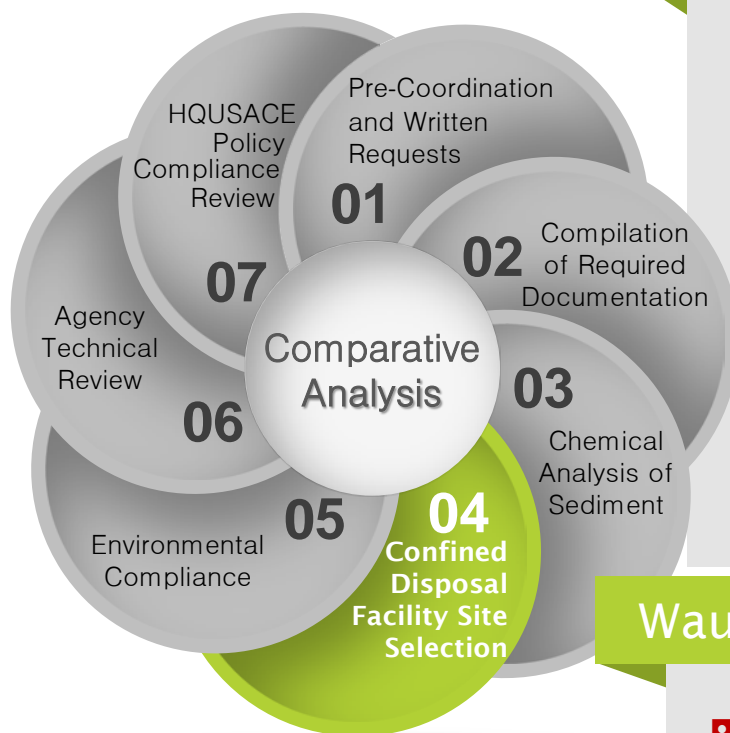 Pre-Coordination
and Written
Requests
01
02
Compilation
of Required
Documentation
03
Chemical
Analysis of
Sediment
04
Confined
Disposal
Facility Site
Selection
05
Environmental
Compliance
06
Agency
Technical
Review
07
HQUSACE
Policy
Compliance
Review
Comparative
Analysis
Wau